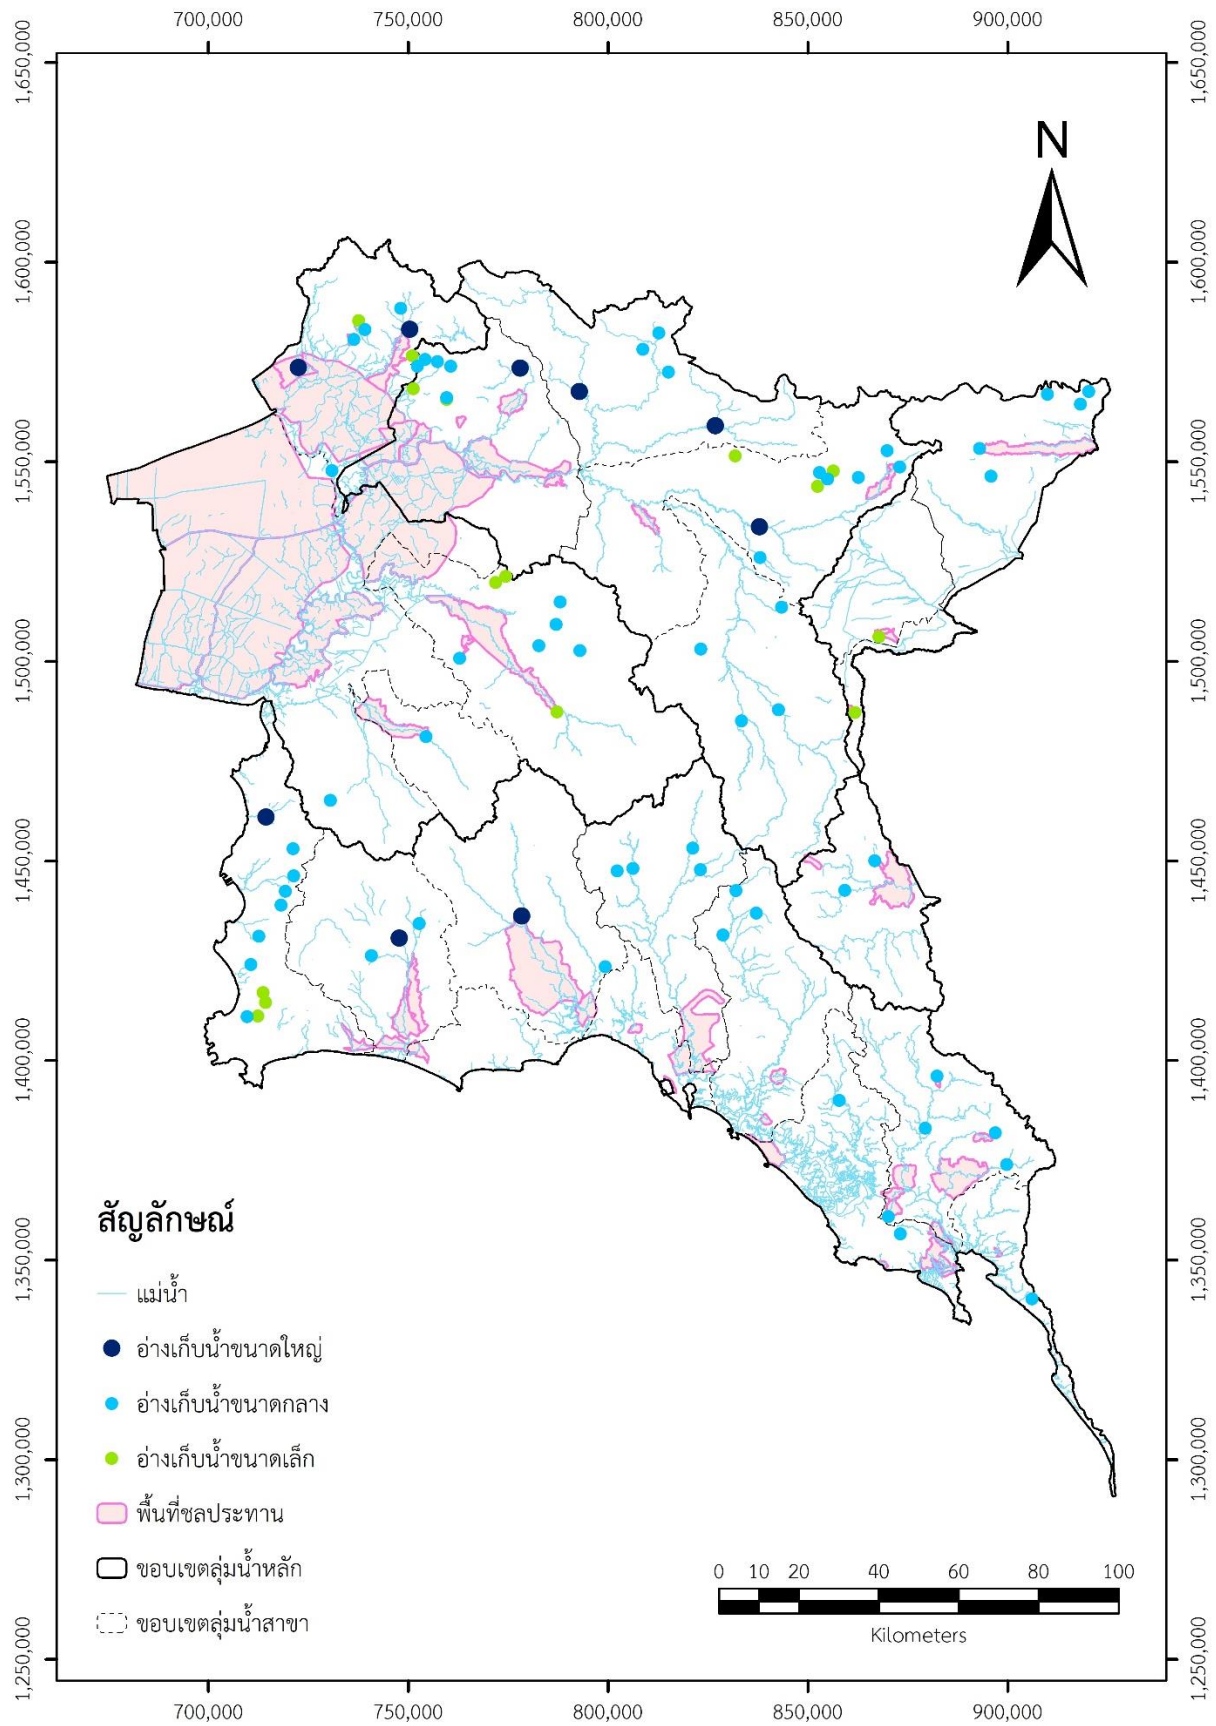 700,000 750,000 800,000 850,000 900,000
1,650,000 1,650,000
N
1,600,000 1,600,000
1,550,000 1,550,000
1,500,000 1,500,000
1,450,000 1,450,000
1,400,000 1,400,000
สัญลักษณ์
1,350,000 1,350,000
แม่น้ำ
อ่างเก็บน้ำขนาดใหญ่
อ่างเก็บน้ำขนาดกลาง
อ่างเก็บน้ำขนาดเล็ก
1,300,000 1,300,000
พื้นที่ชลประทาน
ขอบเขตลุ่มน้ำหลัก
0 10 20 40 60 80 100
ขอบเขตลุ่มน้ำสาขา
Kilometers
1,250,000 1,250,000
700,000 750,000 800,000 850,000 900,000